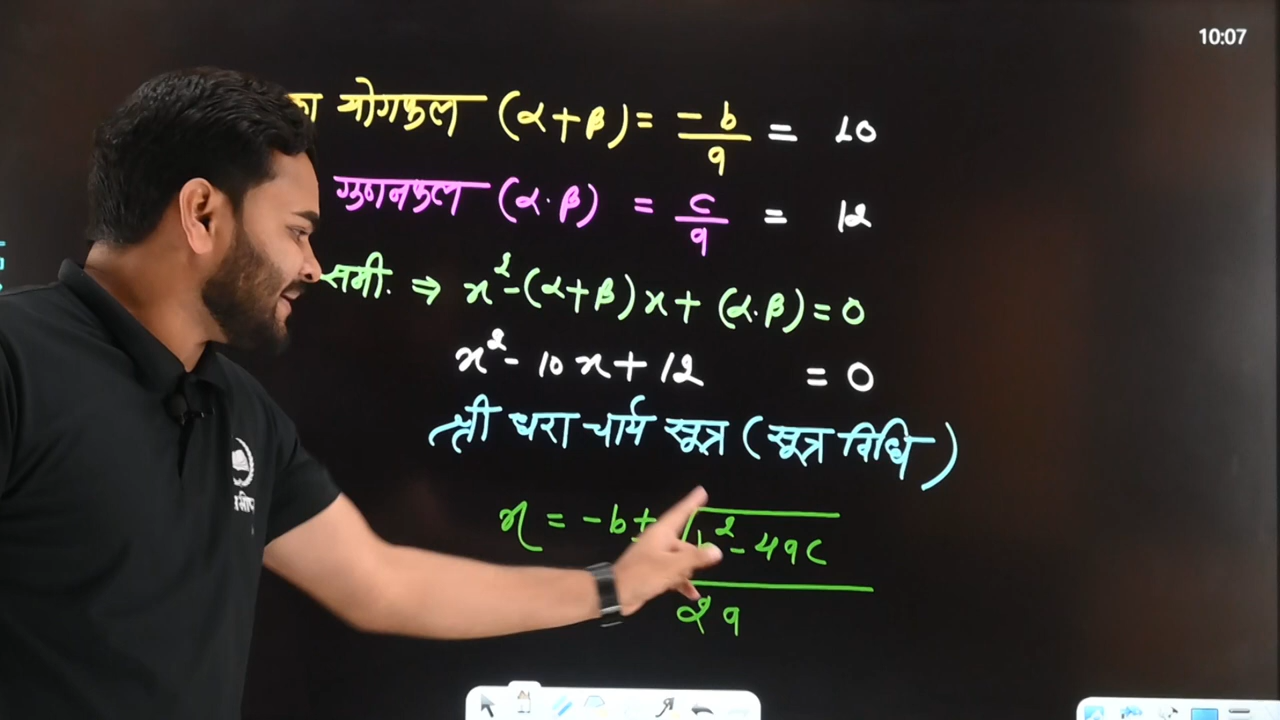 10:07
का योगफल (α+β) = -b/a = 10
गुणनफल (α.β) = c/a = 12
समी. ⇒ x² - (α+β)x + (α.β) = 0
x² - 10x + 12 = 0
श्री धरा चार्य सूत्र (सूत्र विधि)
x = -b ± √b² - 4ac
2a